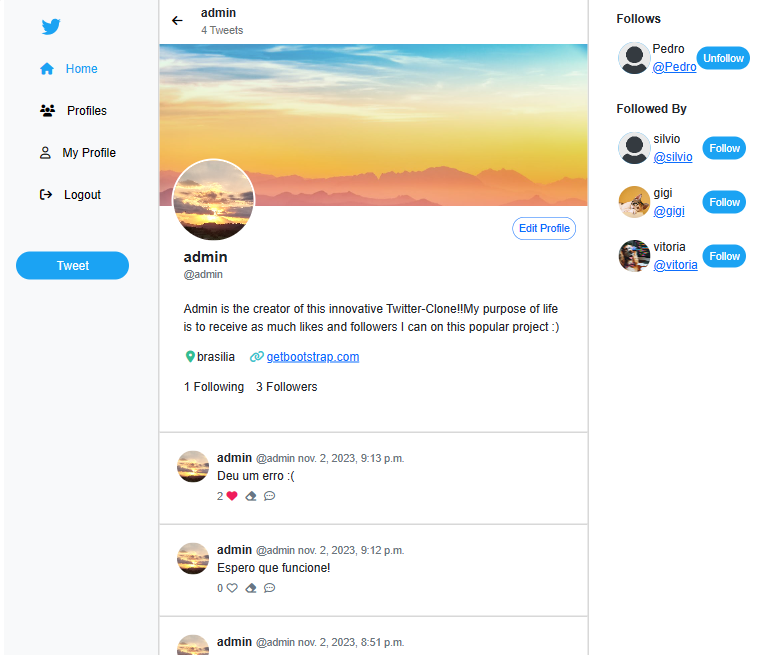 Home
Profiles
My Profile
Logout
Tweet
admin
4 Tweets
Edit Profile
admin
@admin
Admin is the creator of this innovative Twitter-Clone!!My purpose of life
is to receive as much likes and followers I can on this popular project :)
brasilia getbootstrap.com
1 Following 3 Followers
admin @admin nov. 2, 2023, 9:13 p.m.
Deu um erro :(
2
admin @admin nov. 2, 2023, 9:12 p.m.
Espero que funcione!
0
admin @admin nov. 2, 2023, 8:51 p.m.
Follows
Pedro
@Pedro Unfollow
Followed By
silvio
@silvio Follow
gigi
@gigi Follow
vitoria
@vitoria Follow